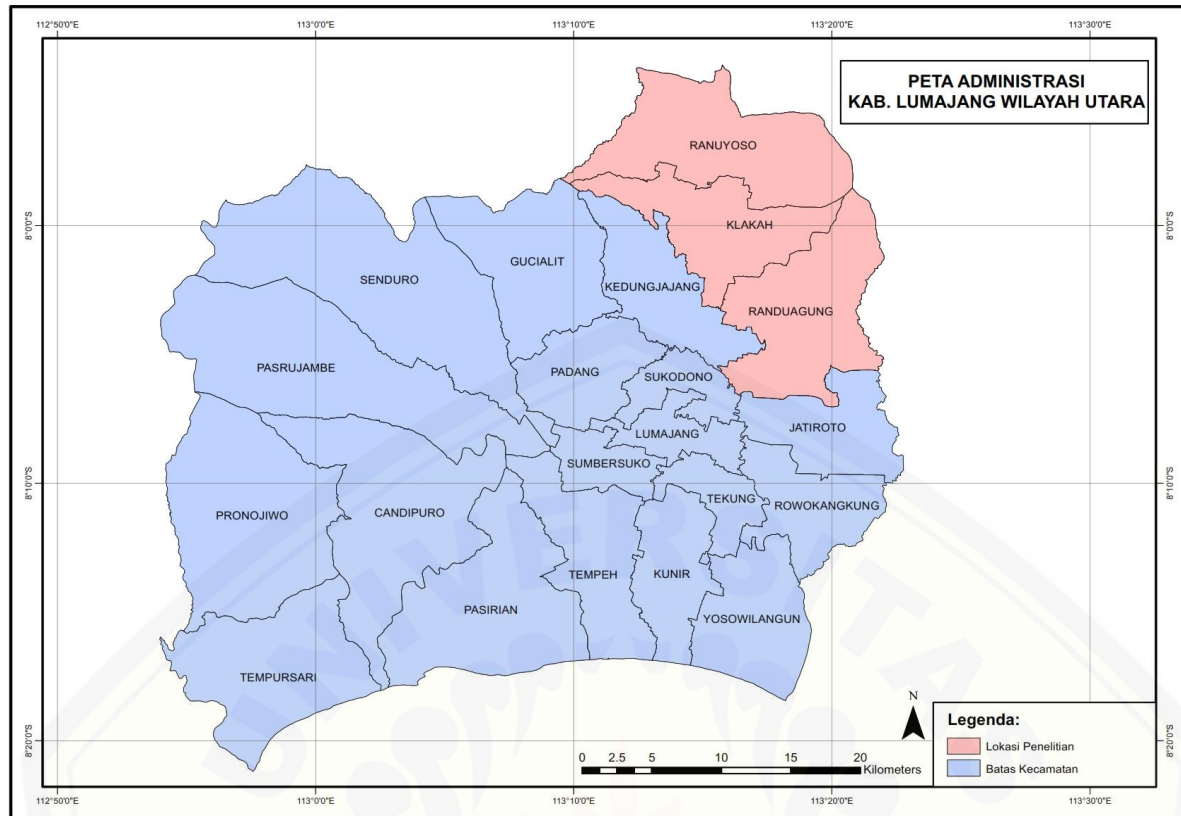 112°50'0"E 113°0'0"E 113°10'0"E 113°20'0"E 113°30'0"E
PETA ADMINISTRASI
KAB. LUMAJANG WILAYAH UTARA
RANUYOSO
8°0'0"S 8°0'0"S
KLAKAH
GUCIALIT
SENDURO
KEDUNGJAJANG
RANDUAGUNG
PASRUJAMBE
PADANG
SUKODONO
JATIROTO
LUMAJANG
SUMBERSUKO
8°10'0"S 8°10'0"S
TEKUNG
ROWOKANGKUNG
PRONOJIWO
CANDIPURO
TEMPEH
KUNIR
PASIRIAN
YOSOWILANGUN
TEMPURSARI
UNIVERSITAS
N
Legenda:
Lokasi Penelitian
Batas Kecamatan
8°20'0"S 8°20'0"S
0 2.5 5 10 15 20
Kilometers
112°50'0"E 113°0'0"E 113°10'0"E 113°20'0"E 113°30'0"E